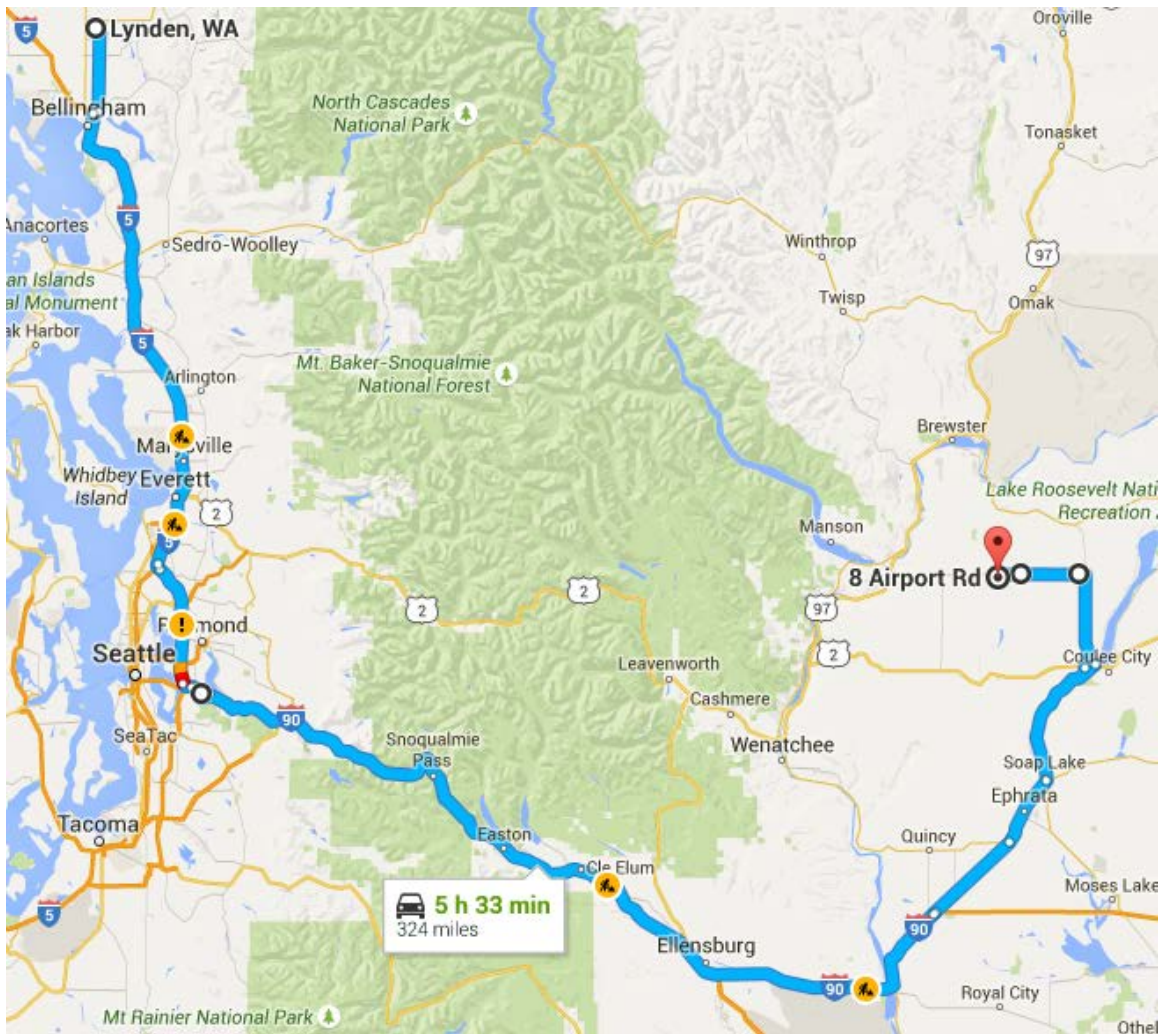 Oroville
5
Lynden, WA
North Cascades
National Park
Bellingham
Tonasket
5
Anacortes
Sedro-Woolley
Winthrop
97
an Islands
al Monument
Twisp
Omak
ak Harbor
5
Mt. Baker-Snoqualmie
National Forest
Arlington
Brewster
Whidbey
Island
Everett
Lake Roosevelt Nati
Recreation
2
Manson
5
8 Airport Rd
2
2
97
Seattle
Leavenworth
2
Coulee City
Cashmere
90
SeaTac
Snoqualmie
Pass
Wenatchee
Soap Lake
Ephrata
Tacoma
Easton
Quincy
Cle Elum
Moses Lake
5 h 33 min
324 miles
5
90
Ellensburg
90
Royal City
Mt Rainier National Park
Othel